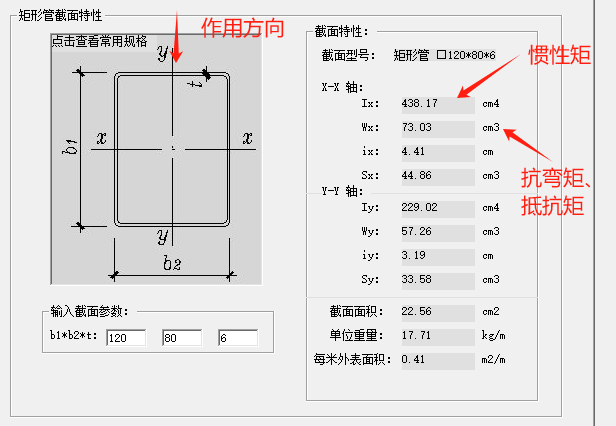 矩形管截面特性
点击查看常用规格
作用方向
y
t
x
x
b1
y
b2
输入截面参数:
b1*b2*t: 120 80 6
截面特性:
截面型号: 矩形管 □120*80*6
惯性矩
X-X 轴:
Ix: 438.17 cm4
Wx: 73.03 cm3
ix: 4.41 cm
Sx: 44.86 cm3
抗弯矩、
抵抗矩
Y-Y 轴:
Iy: 229.02 cm4
Wy: 57.26 cm3
iy: 3.19 cm
Sy: 33.58 cm3
截面面积: 22.56 cm2
单位重量: 17.71 kg/m
每米外表面积: 0.41 m2/m